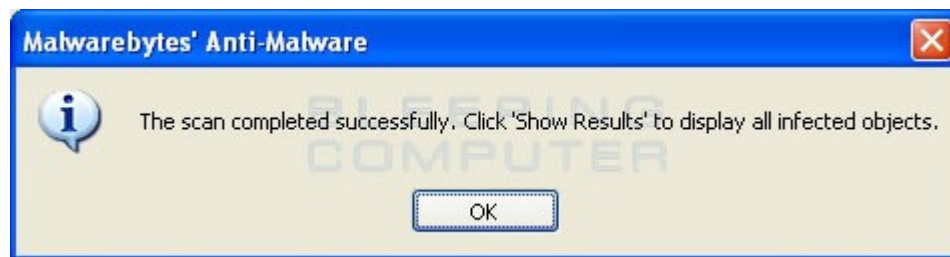 Malwarebytes' Anti-Malware
The scan completed successfully. Click 'Show Results' to display all infected objects.
BLEEPING
COMPUTER
OK